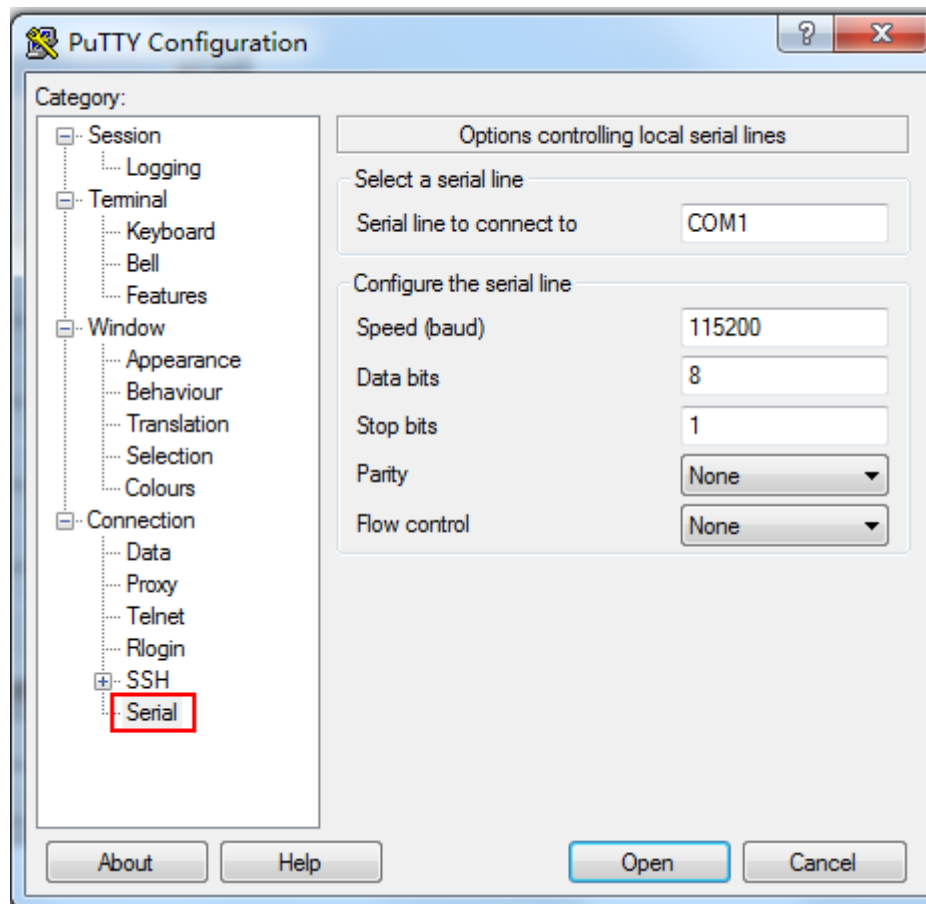 PuTTY Configuration
Category:
Session
Logging
Terminal
Keyboard
Bell
Features
Window
Appearance
Behaviour
Translation
Selection
Colours
Connection
Data
Proxy
Telnet
Rlogin
SSH
Serial
Options controlling local serial lines
Select a serial line
Serial line to connect to COM1
Configure the serial line
Speed (baud) 115200
Data bits 8
Stop bits 1
Parity None
Flow control None
About Help Open Cancel